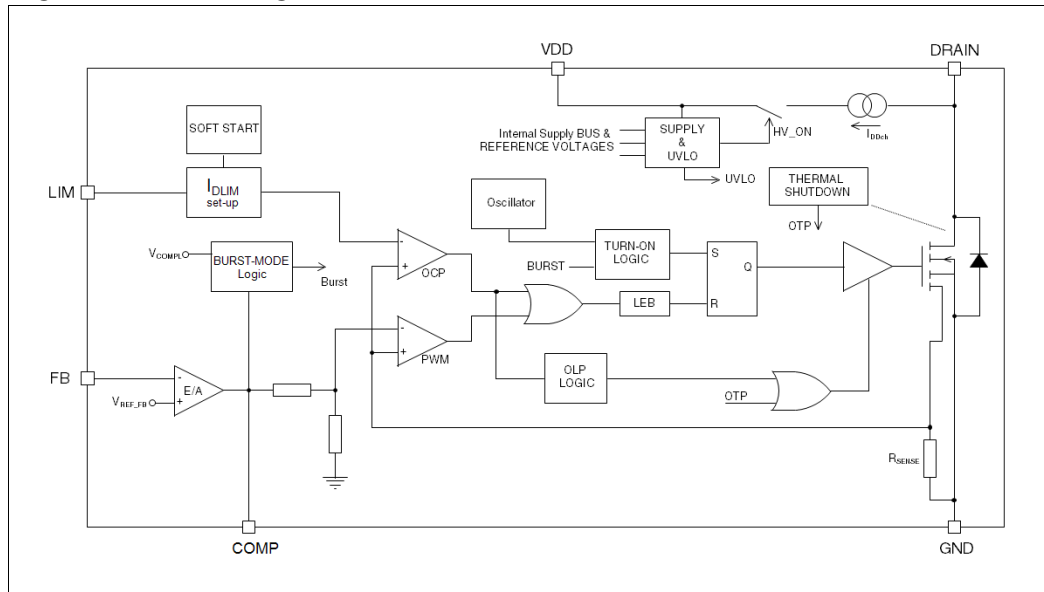 VDD
DRAIN
SOFT START
Internal Supply BUS &
REFERENCE VOLTAGES
SUPPLY
&
UVLO
HV_ON
IDDch
UVLO
THERMAL
SHUTDOWN
OTP
LIM
IDLIM
set-up
Oscillator
VCOMPL
BURST-MODE
Logic
Burst
-
+
OCP
TURN-ON
LOGIC
BURST
S
Q
R
LEB
-
+
PWM
FB
-
E/A
VREF_FB
+
OLP
LOGIC
OTP
RSENSE
COMP
GND